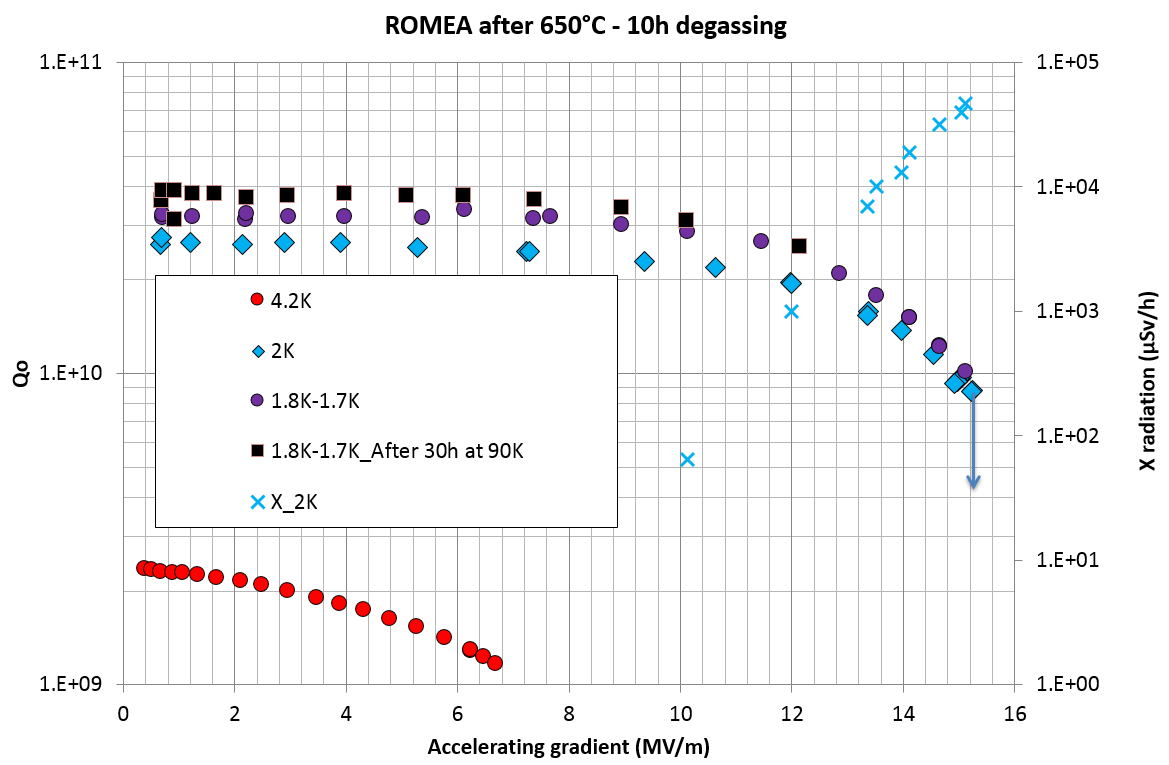 ROMEA after 650°C - 10h degassing
1.E+11
1.E+10
1.E+09
Qo
1.E+05
1.E+04
1.E+03
1.E+02
1.E+01
1.E+00
X radiation (µSv/h)
4.2K
2K
1.8K-1.7K
1.8K-1.7K_After 30h at 90K
X_2K
0 2 4 6 8 10 12 14 16
Accelerating gradient (MV/m)